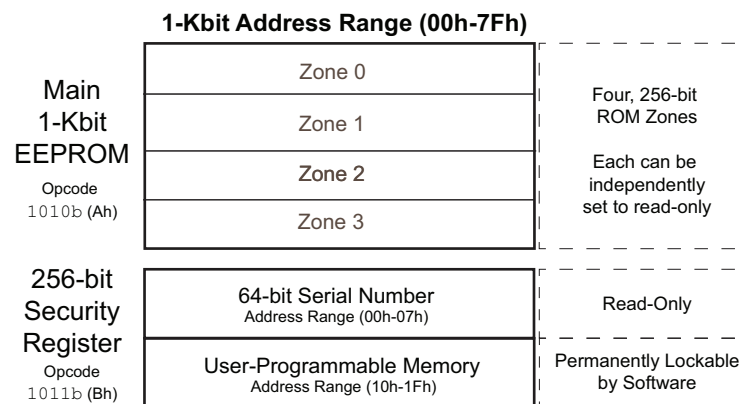 1-Kbit Address Range (00h-7Fh)
Main
1-Kbit
EEPROM
Opcode
1010b (Ah)
Zone 0
Zone 1
Zone 2
Zone 3
Four, 256-bit
ROM Zones
Each can be
independently
set to read-only
256-bit
Security
Register
Opcode
1011b (Bh)
64-bit Serial Number
Address Range (00h-07h)
Read-Only
User-Programmable Memory
Address Range (10h-1Fh)
Permanently Lockable
by Software